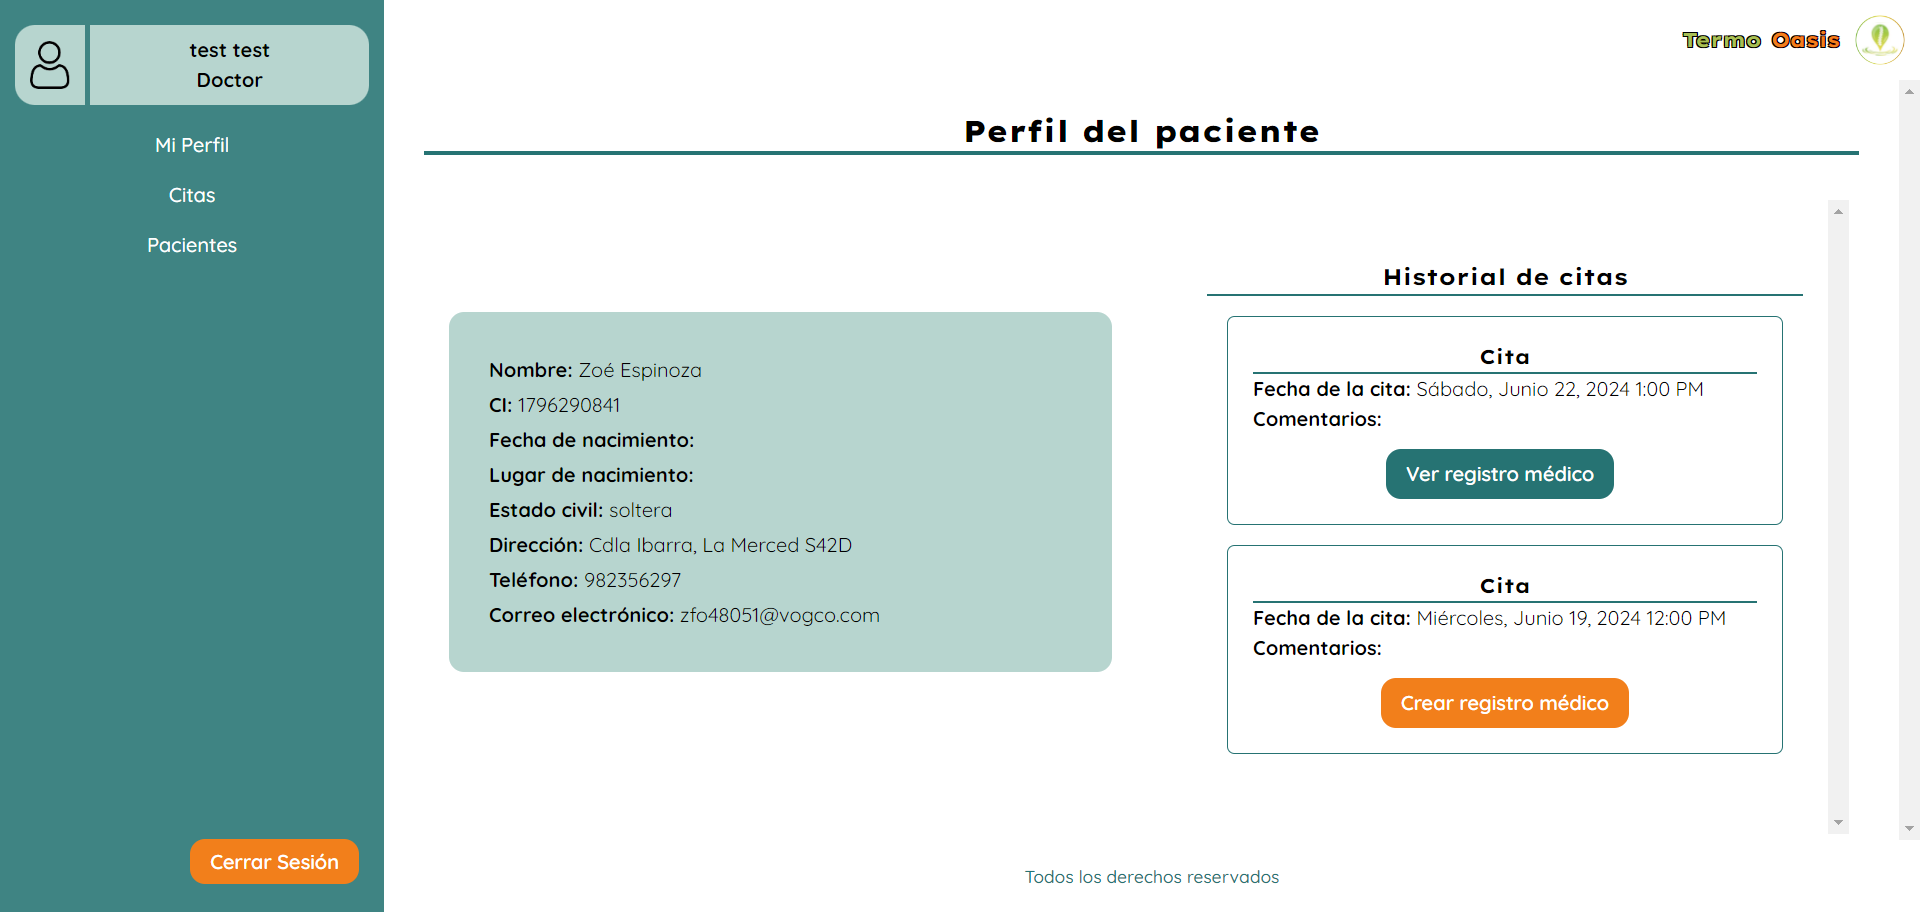 test test
Doctor
Mi Perfil
Citas
Pacientes
Cerrar Sesión
Termo Oasis
Perfil del paciente
Nombre: Zoé Espinoza
CI: 1796290841
Fecha de nacimiento:
Lugar de nacimiento:
Estado civil: soltera
Dirección: Cdla Ibarra, La Merced S42D
Teléfono: 982356297
Correo electrónico: zfo48051@vogco.com
Historial de citas
Cita
Fecha de la cita: Sábado, Junio 22, 2024 1:00 PM
Comentarios:
Ver registro médico
Cita
Fecha de la cita: Miércoles, Junio 19, 2024 12:00 PM
Comentarios:
Crear registro médico
Todos los derechos reservados